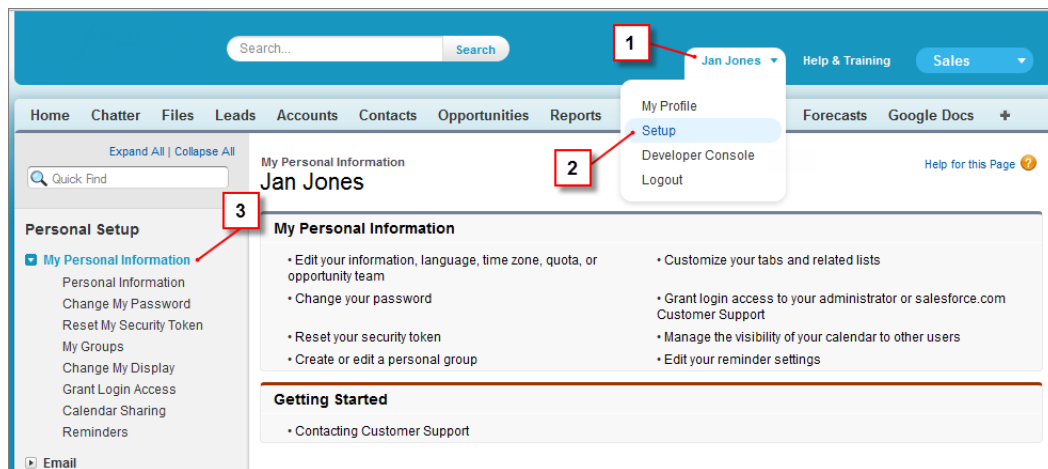 Search...
Search
1
Jan Jones
Help & Training
Sales
Home
Chatter
Files
Leads
Accounts
Contacts
Opportunities
Reports
Forecasts
Google Docs
+
My Profile
Setup
Developer Console
Logout
2
Expand All | Collapse All
Quick Find
My Personal Information
Jan Jones
Help for this Page ?
3
Personal Setup
My Personal Information
Personal Information
Change My Password
Reset My Security Token
My Groups
Change My Display
Grant Login Access
Calendar Sharing
Reminders
Email
My Personal Information
• Edit your information, language, time zone, quota, or
opportunity team
• Change your password
• Reset your security token
• Create or edit a personal group
• Customize your tabs and related lists
• Grant login access to your administrator or salesforce.com
Customer Support
• Manage the visibility of your calendar to other users
• Edit your reminder settings
Getting Started
• Contacting Customer Support